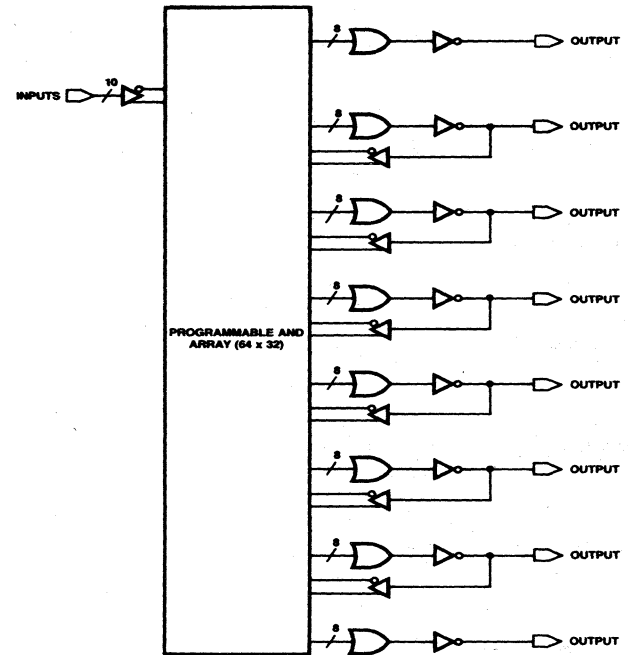 8
OUTPUT
10
INPUTS
8
OUTPUT
8
OUTPUT
8
OUTPUT
PROGRAMMABLE AND
ARRAY (64 x 32)
8
OUTPUT
8
OUTPUT
8
OUTPUT
8
OUTPUT